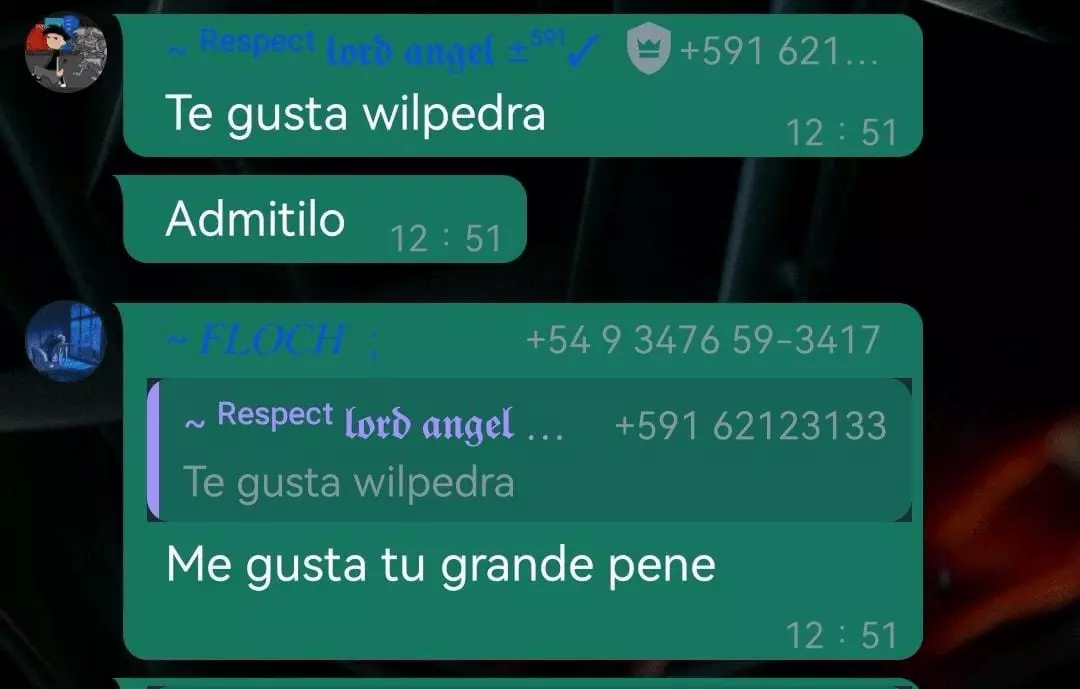 ~ Respect lord angel ±591✓ +591 621...
Te gusta wilpedra
12 : 51
Admitilo
12 : 51
~ FLOCH ; +54 9 3476 59-3417
~ Respect lord angel ... +591 62123133
Te gusta wilpedra
Me gusta tu grande pene
12 : 51